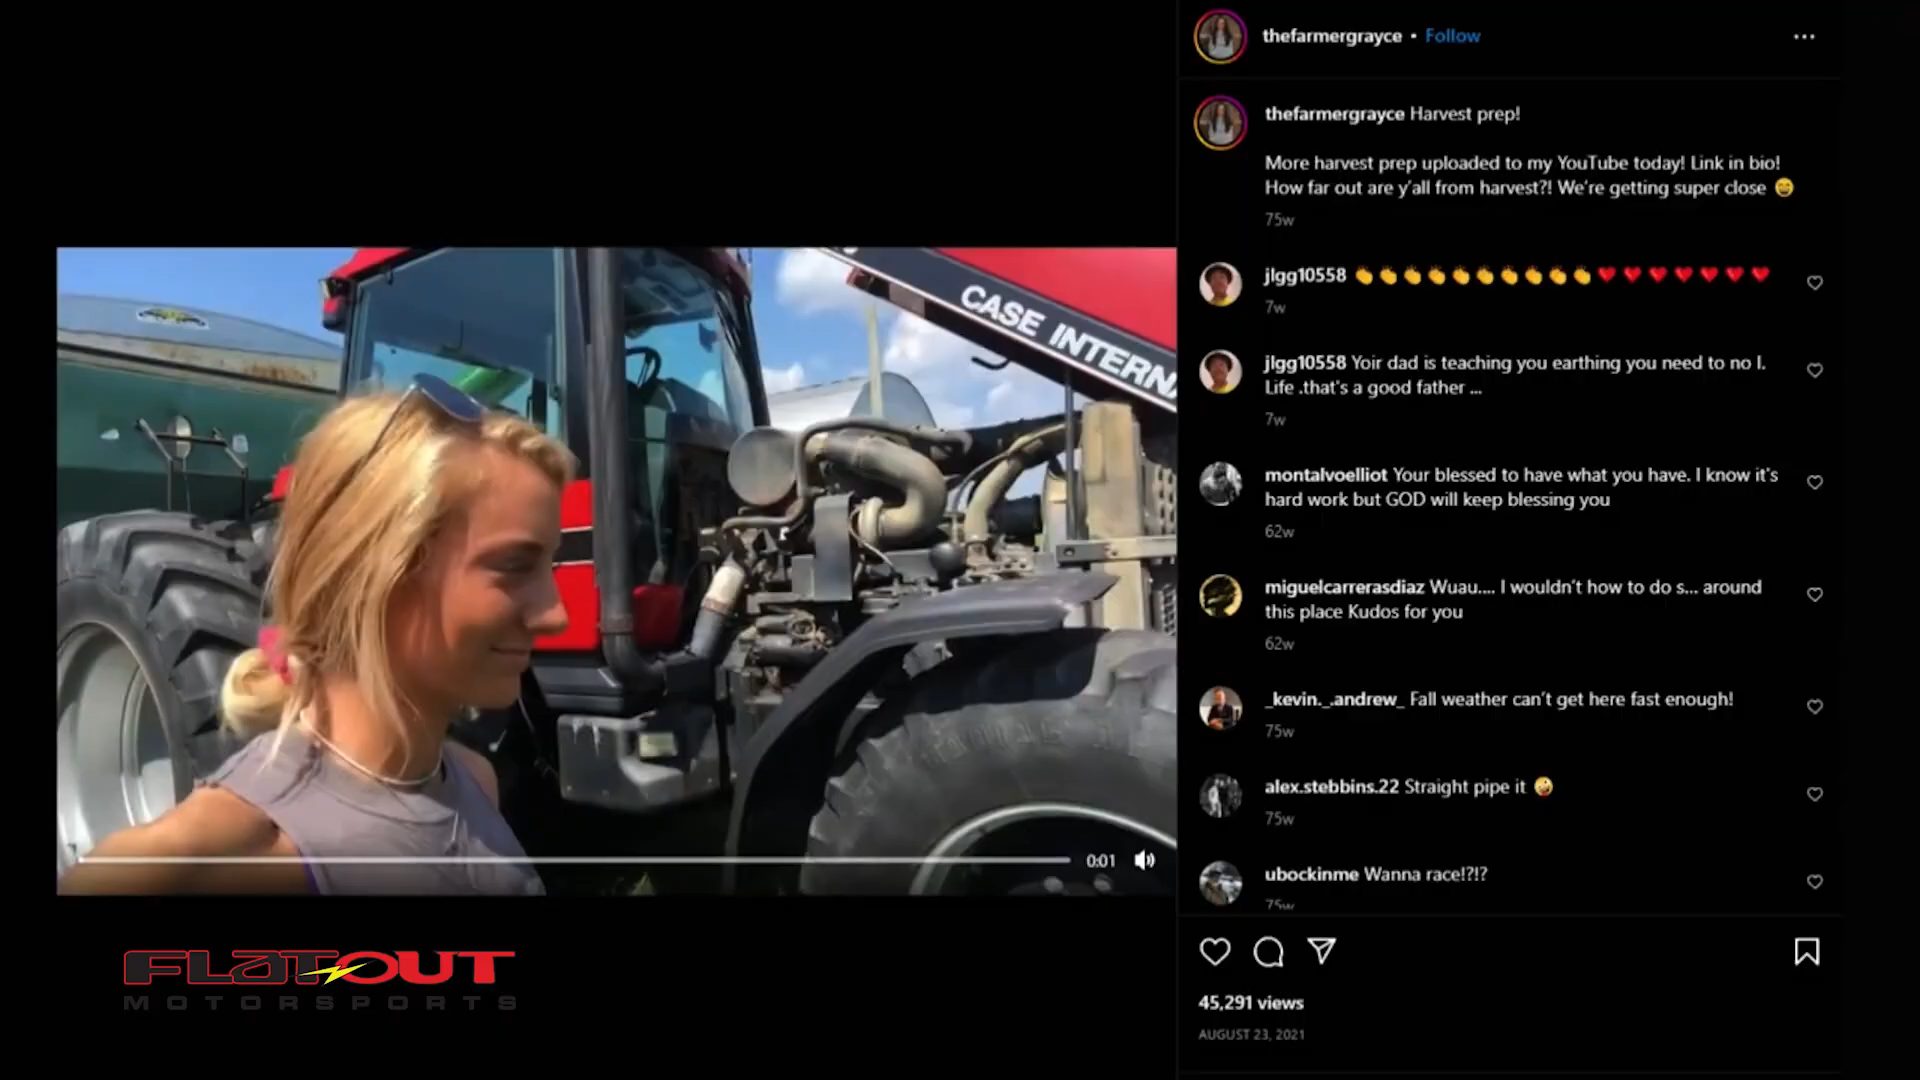 thefarmergrayce • Follow
thefarmergrayce Harvest prep!
More harvest prep uploaded to my YouTube today! Link in bio!
How far out are y'all from harvest?! We're getting super close 😄
75w
jlgg10558 👏👏👏👏👏👏👏👏👏👏❤️❤️❤️❤️❤️❤️❤️
7w
jlgg10558 Yoir dad is teaching you earthing you need to no I.
Life .that's a good father ...
7w
montalvoelliot Your blessed to have what you have. I know it's
hard work but GOD will keep blessing you
62w
miguelcarrerasdiaz Wuau.... I wouldn't how to do s... around
this place Kudos for you
62w
_kevin._.andrew_ Fall weather can't get here fast enough!
75w
alex.stebbins.22 Straight pipe it 🤪
75w
ubockinme Wanna race!?!?
75w
45,291 views
AUGUST 23, 2021
CASE INTERNA
0:01
FLATOUT
MOTORSPORTS